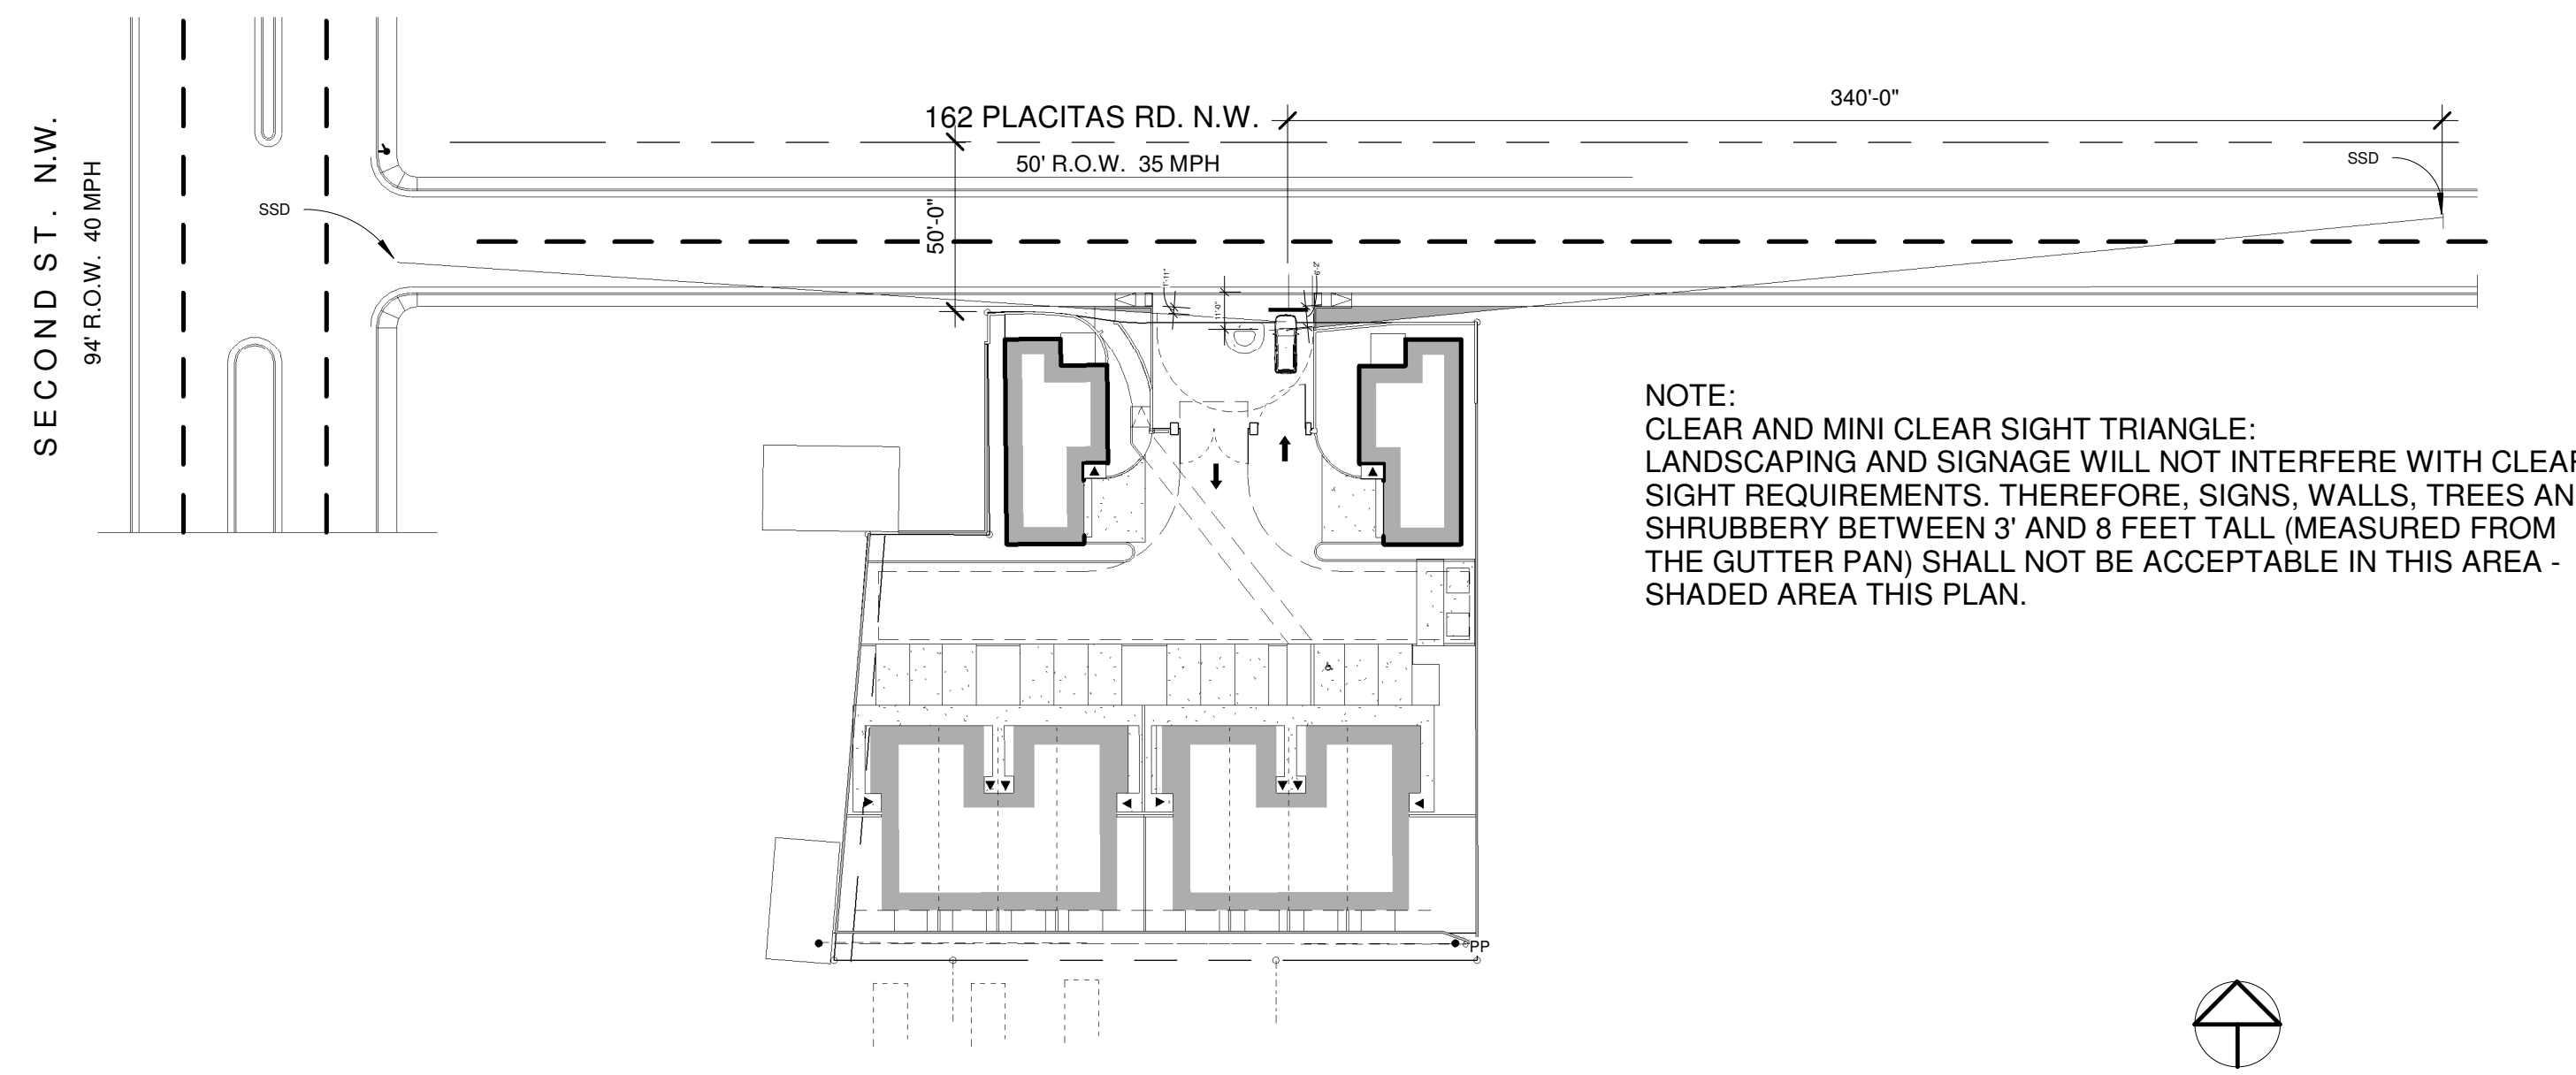 SECOND ST. N.W.
94' R.O.W. 40 MPH
162 PLACITAS RD. N.W.
50' R.O.W. 35 MPH
340'-0"
SSD
SSD
50'-0"
11'-0"
NOTE:
CLEAR AND MINI CLEAR SIGHT TRIANGLE:
LANDSCAPING AND SIGNAGE WILL NOT INTERFERE WITH CLEAR
SIGHT REQUIREMENTS. THEREFORE, SIGNS, WALLS, TREES AN
SHRUBBERY BETWEEN 3' AND 8 FEET TALL (MEASURED FROM
THE GUTTER PAN) SHALL NOT BE ACCEPTABLE IN THIS AREA -
SHADED AREA THIS PLAN.
PP